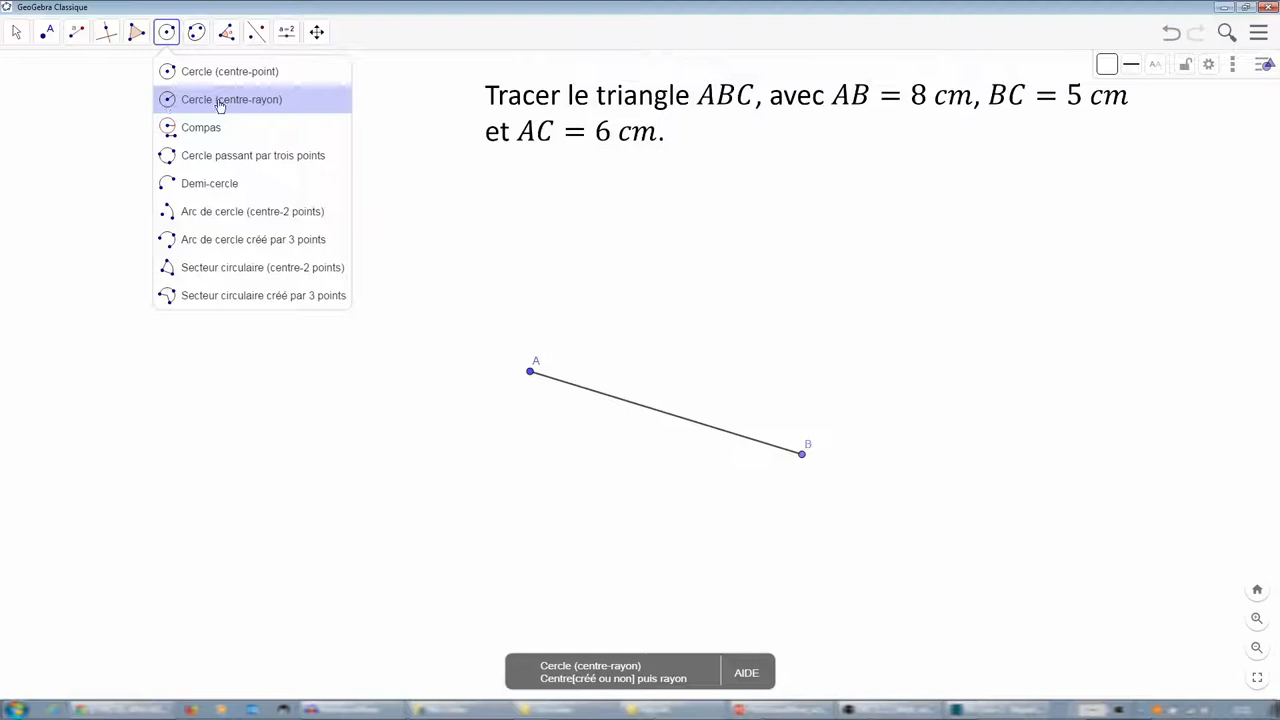 GeoGebra Classique
Cercle (centre-point)
Cercle (centre-rayon)
Compas
Cercle passant par trois points
Demi-cercle
Arc de cercle (centre-2 points)
Arc de cercle créé par 3 points
Secteur circulaire (centre-2 points)
Secteur circulaire créé par 3 points
Tracer le triangle ABC, avec AB = 8 cm, BC = 5 cm
et AC = 6 cm.
A
B
Cercle (centre-rayon)
Centre[créé ou non] puis rayon
AIDE